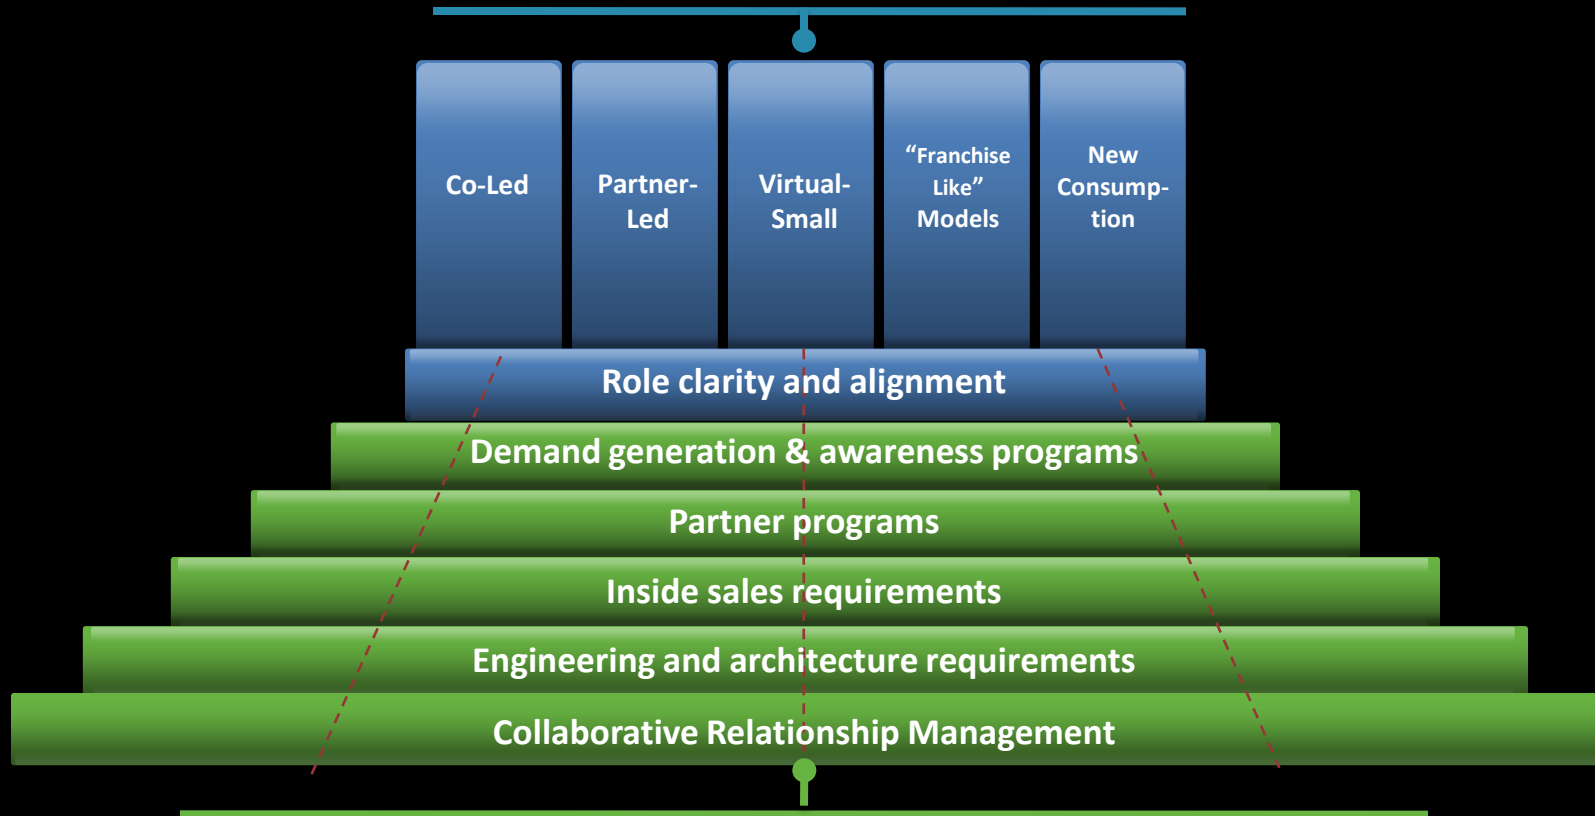 Co-Led
Partner-
Led
Virtual-
Small
“Franchise
Like”
Models
New
Consump-
tion
Role clarity and alignment
Demand generation & awareness programs
Partner programs
Inside sales requirements
Engineering and architecture requirements
Collaborative Relationship Management